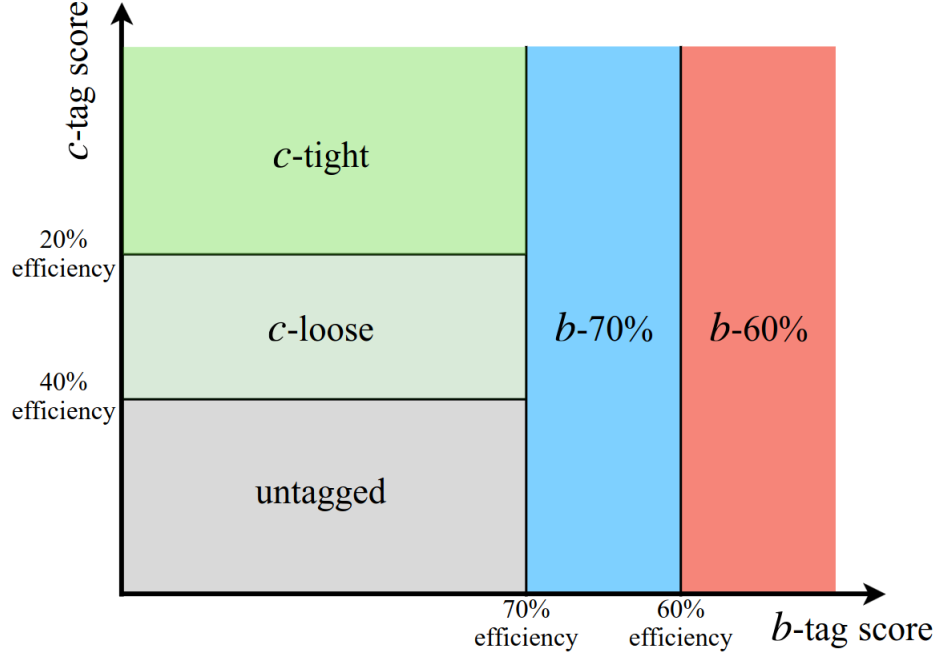 c-tag score
c-tight
20%
efficiency
c-loose
b-70%
b-60%
40%
efficiency
untagged
70%
efficiency
60%
efficiency
b-tag score